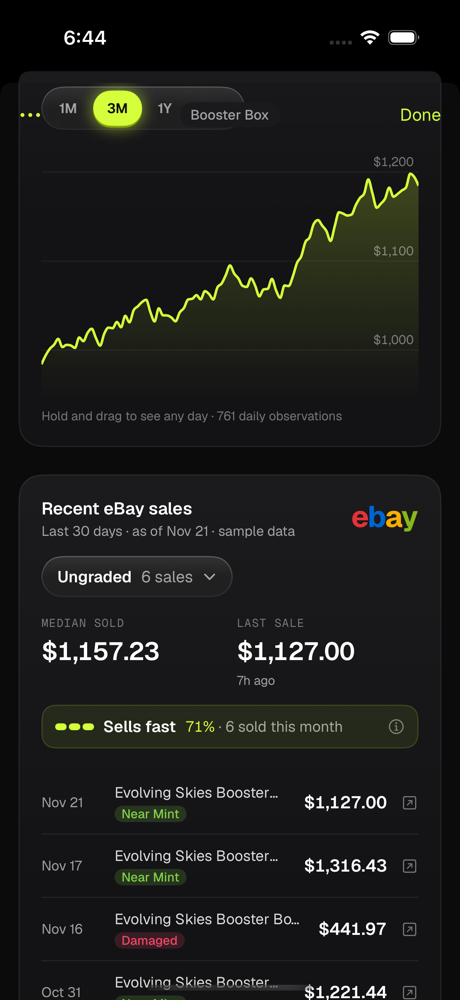 6:44
1M 3M 1Y
Booster Box
Done
$1,200
$1,100
$1,000
Hold and drag to see any day · 761 daily observations
Recent eBay sales
Last 30 days · as of Nov 21 · sample data
ebay
Ungraded 6 sales
MEDIAN SOLD
$1,157.23
LAST SALE
$1,127.00
7h ago
Sells fast 71% · 6 sold this month
Nov 21
Evolving Skies Booster...
Near Mint
$1,127.00
Nov 17
Evolving Skies Booster...
Near Mint
$1,316.43
Nov 16
Evolving Skies Booster Bo...
Damaged
$441.97
Oct 31
Evolving Skies Booster...
$1,221.44